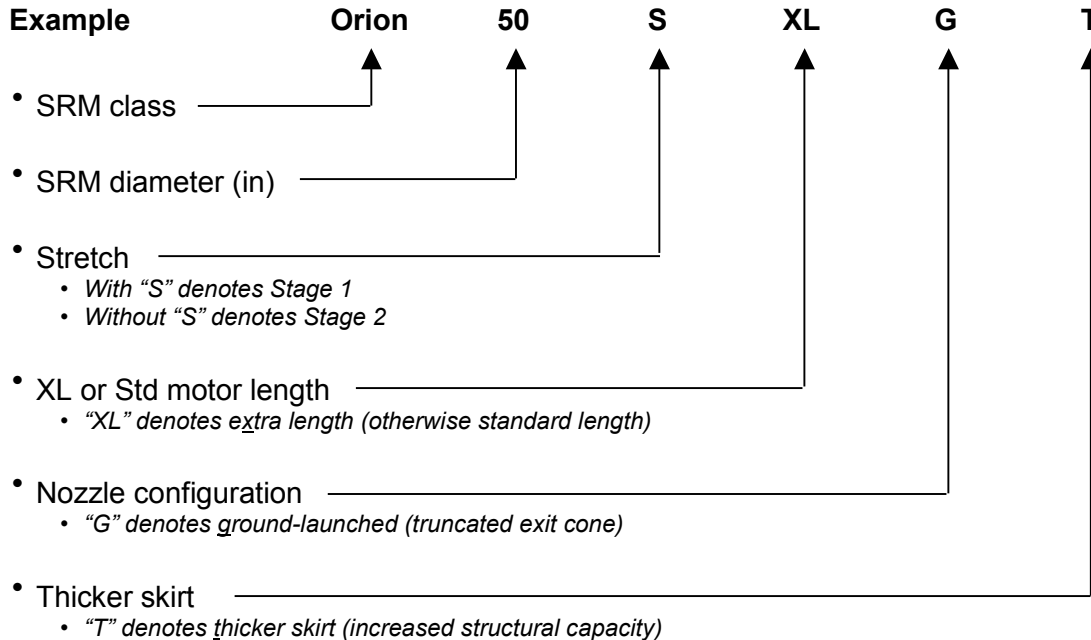 Example Orion 50 S XL G T
• SRM class
• SRM diameter (in)
• Stretch
• With “S” denotes Stage 1
• Without “S” denotes Stage 2
• XL or Std motor length
• “XL” denotes extra length (otherwise standard length)
• Nozzle configuration
• “G” denotes ground-launched (truncated exit cone)
• Thicker skirt
• “T” denotes thicker skirt (increased structural capacity)